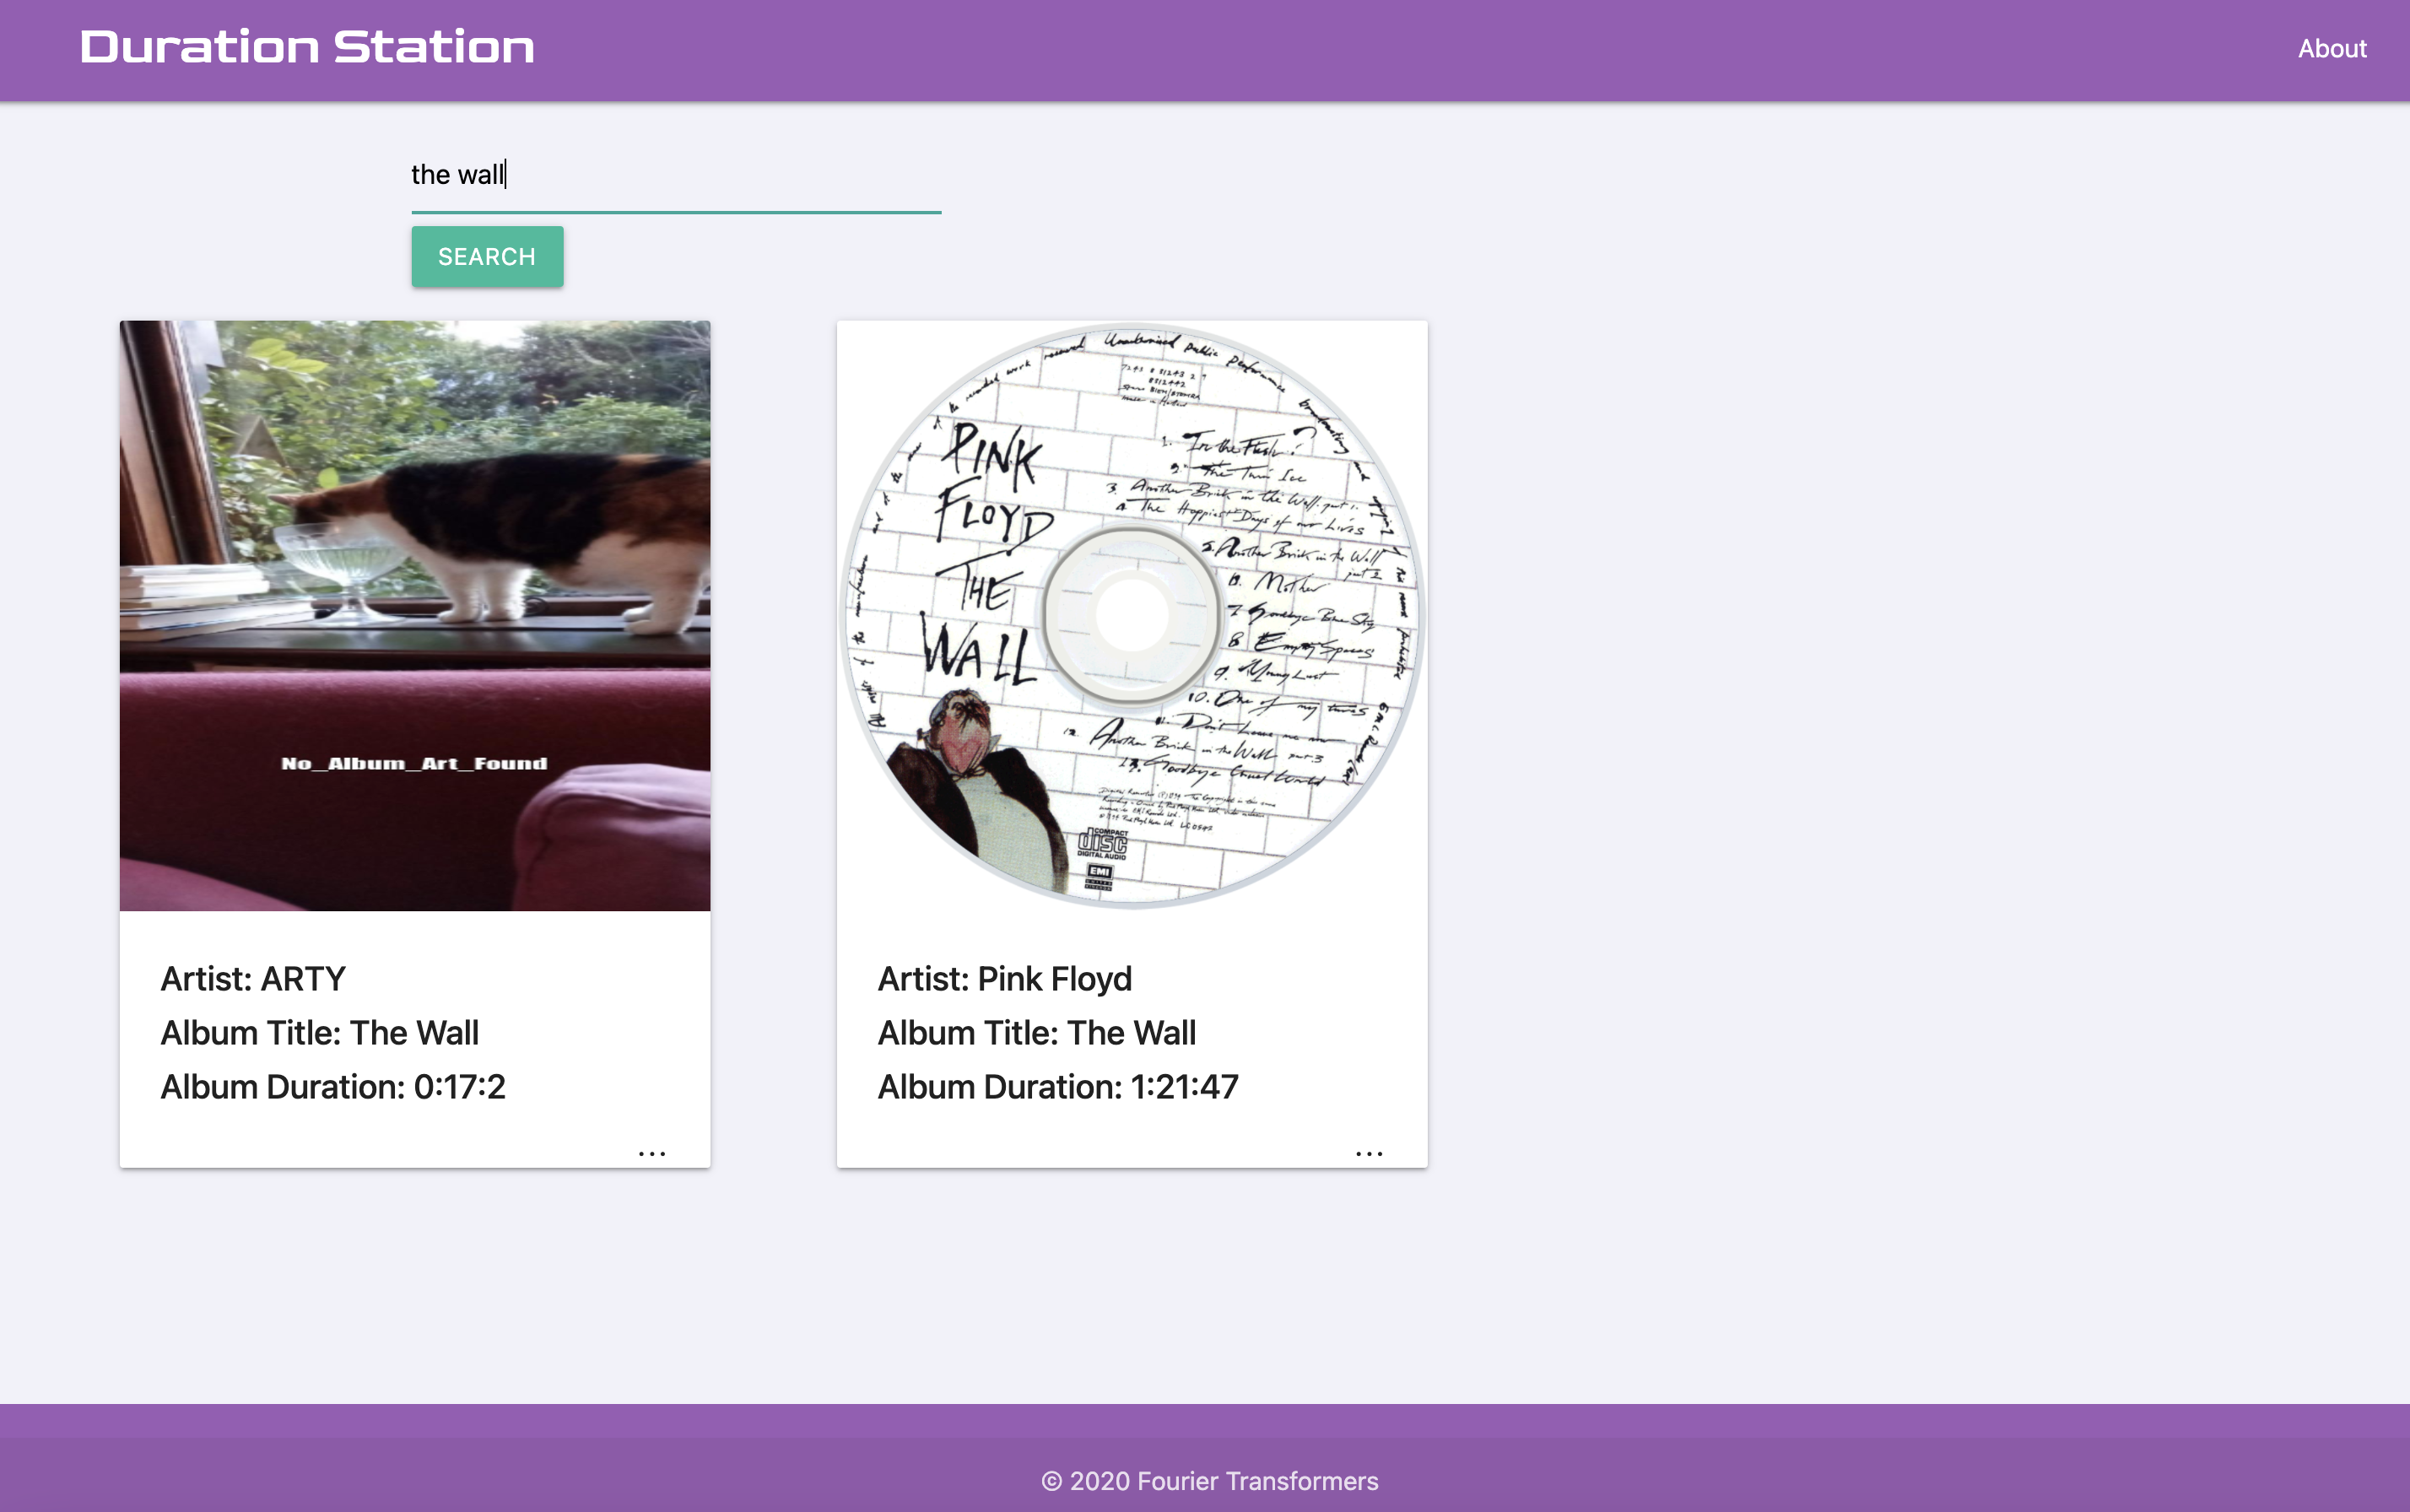 Duration Station
About
the wall
SEARCH
No_Album_Art_Found
Artist: ARTY
Album Title: The Wall
Album Duration: 0:17:2
...
PINK
FLOYD
THE
WALL
Unauthorised public performance broadcasting and
1. In the Flesh?
2. The Thin Ice
3. Another Brick in the Wall part 1.
4. The Happiest Days of our Lives
5. Another Brick in the Wall
part 2
Mother
7 Goodbye Blue Sky
8 Empty Spaces
9. Young Lust
10. One of my turns
11. Don't Leave me now
12. Another Brick in the Wall part 3
13. Goodbye Cruel World
COMPACT
disc
DIGITAL AUDIO
EMI
Artist: Pink Floyd
Album Title: The Wall
Album Duration: 1:21:47
...
© 2020 Fourier Transformers